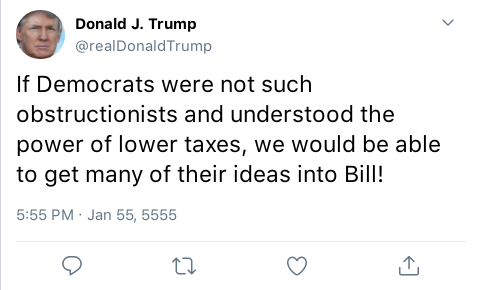 Donald J. Trump
@realDonaldTrump
If Democrats were not such
obstructionists and understood the
power of lower taxes, we would be able
to get many of their ideas into Bill!
5:55 PM · Jan 55, 5555